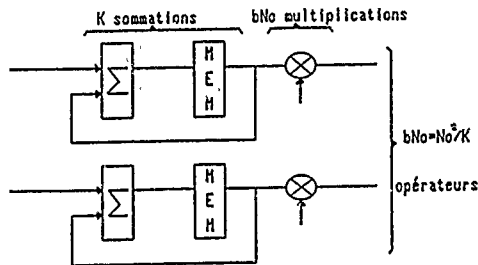 K sommations
bNo multiplications
Σ
M
E
M
bNo=No²/K
opérateurs
Σ
M
E
M